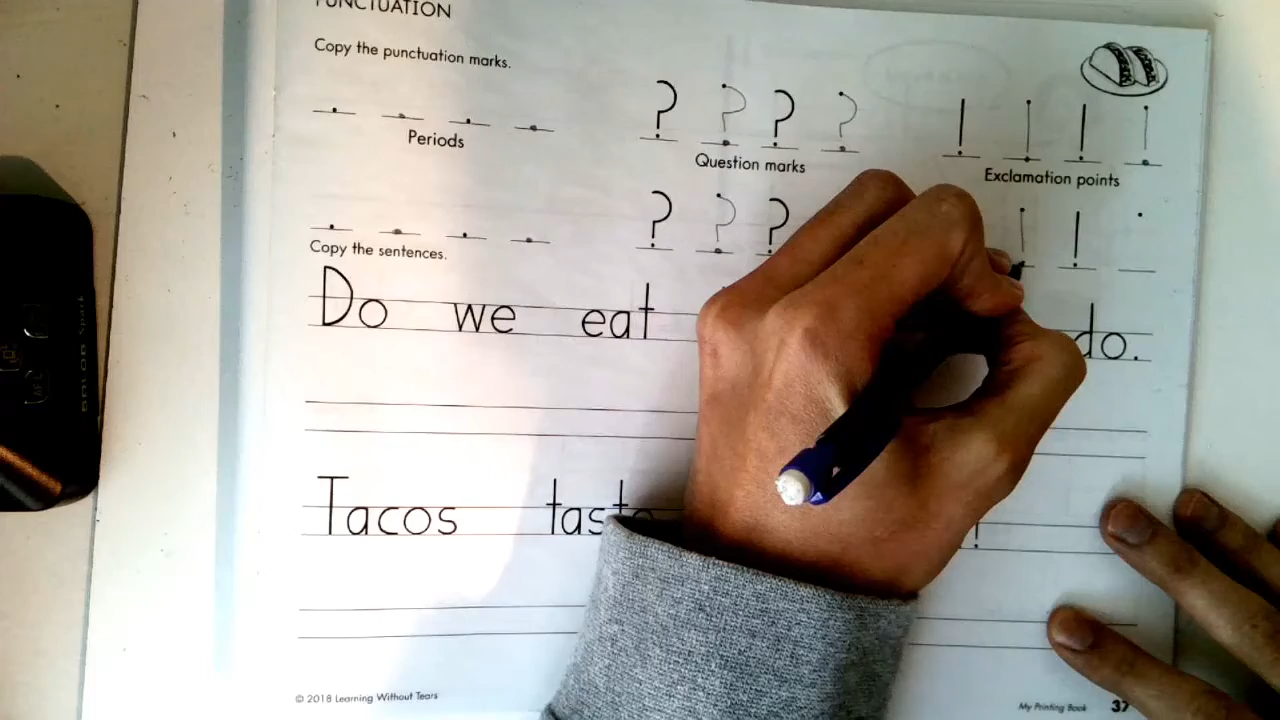 PUNCTUATION
Copy the punctuation marks.
. . . . ? ? ? ? ! ! ! !
Periods Question marks Exclamation points
. . . . ? ? ? ! !
Copy the sentences.
Do we eat do.
Tacos taste !
© 2018 Learning Without Tears My Printing Book 37